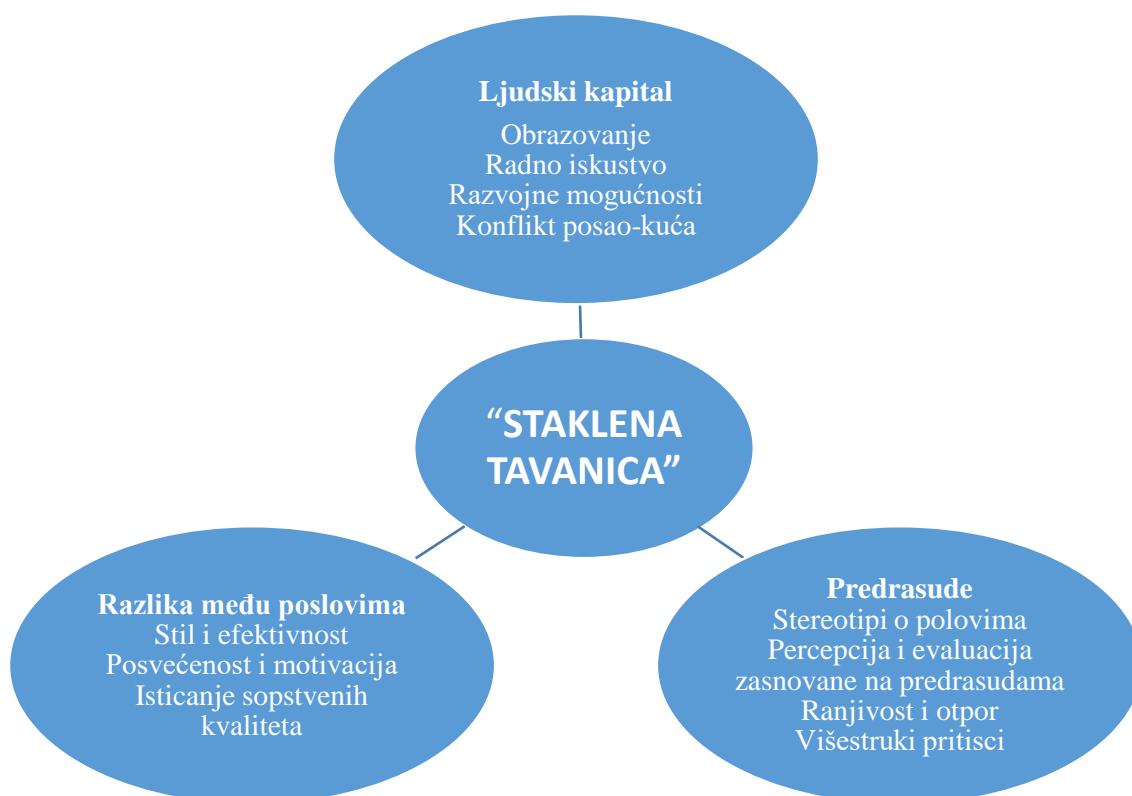 Ljudski kapital
Obrazovanje
Radno iskustvo
Razvojne mogućnosti
Konflikt posao-kuća
“STAKLENA
TAVANICA”
Razlika među poslovima
Stil i efektivnost
Posvećenost i motivacija
Isticanje sopstvenih
kvaliteta
Predrasude
Stereotipi o polovima
Percepcija i evaluacija
zasnovane na predrasudama
Ranjivost i otpor
Višestruki pritisci